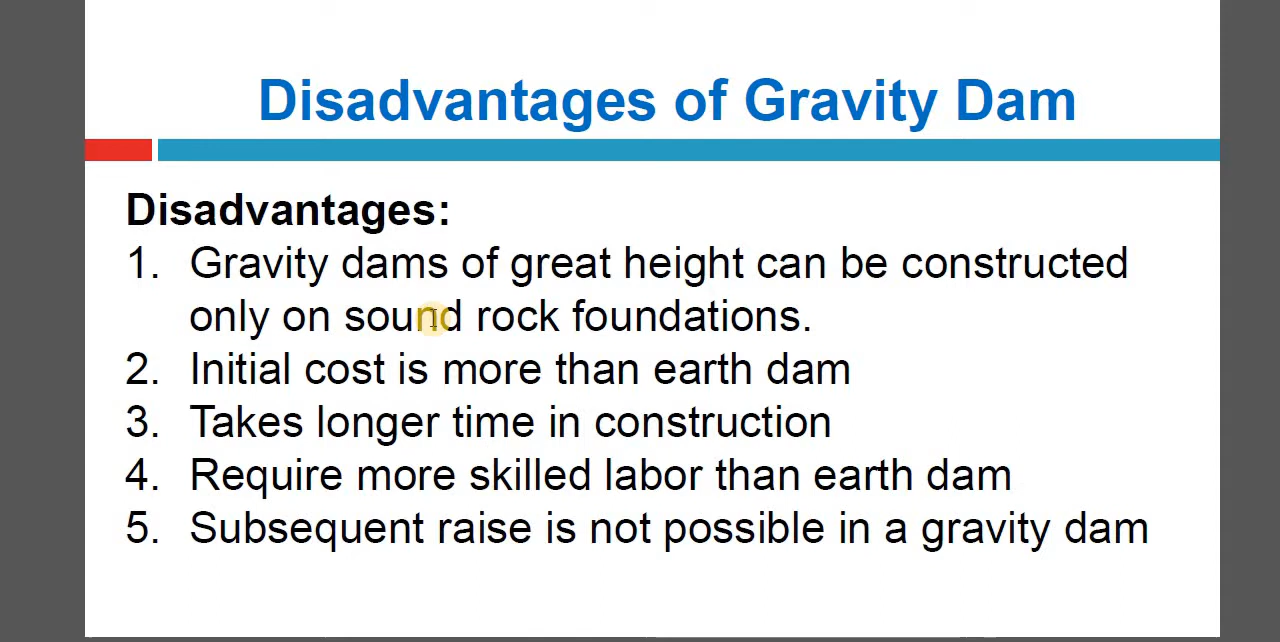 Disadvantages of Gravity Dam
Disadvantages:
1. Gravity dams of great height can be constructed
only on sound rock foundations.
2. Initial cost is more than earth dam
3. Takes longer time in construction
4. Require more skilled labor than earth dam
5. Subsequent raise is not possible in a gravity dam